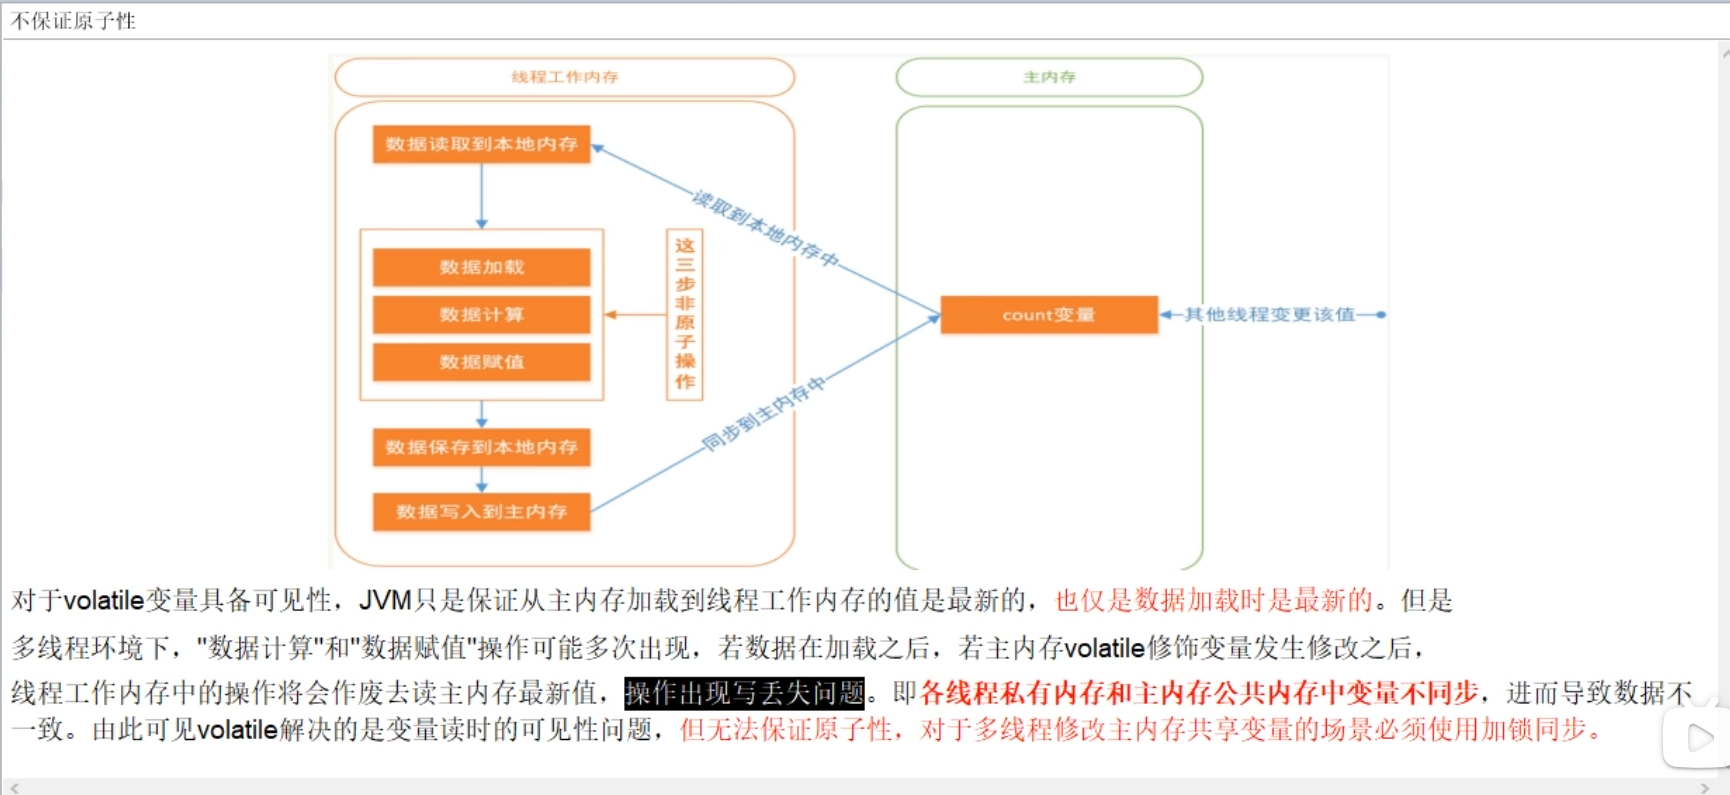 不保证原子性
线程工作内存
主内存
数据读取到本地内存
读取到本地内存中
数据加载
数据计算
数据赋值
这三步非原子操作
count变量
其他线程变更该值
同步到主内存中
数据保存到本地内存
数据写入到主内存
对于volatile变量具备可见性，JVM只是保证从主内存加载到线程工作内存的值是最新的，也仅是数据加载时是最新的。但是
多线程环境下，"数据计算"和"数据赋值"操作可能多次出现，若数据在加载之后，若主内存volatile修饰变量发生修改之后，
线程工作内存中的操作将会作废去读主内存最新值，操作出现写丢失问题。即各线程私有内存和主内存公共内存中变量不同步，进而导致数据不
一致。由此可见volatile解决的是变量读时的可见性问题，但无法保证原子性，对于多线程修改主内存共享变量的场景必须使用加锁同步。